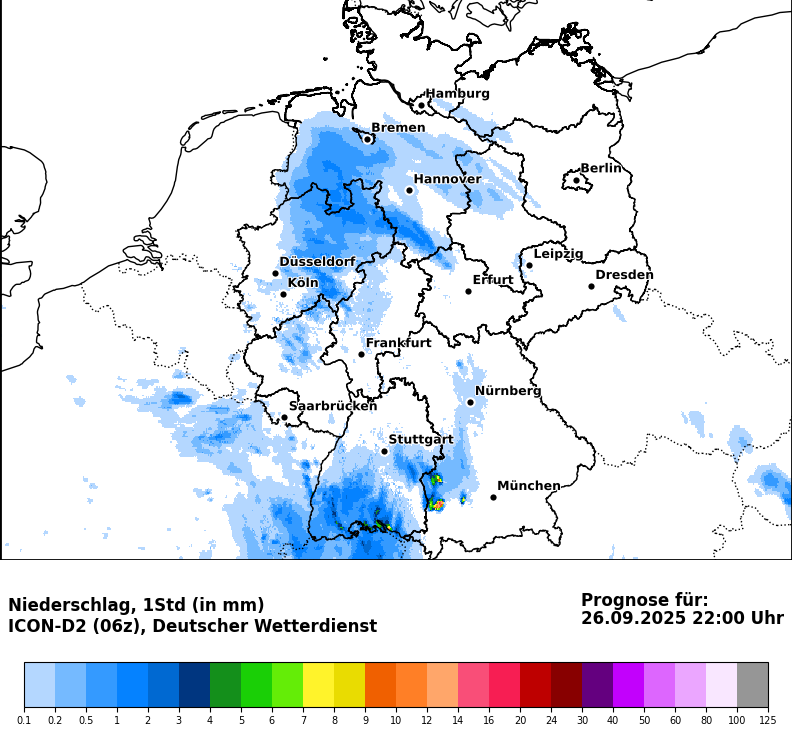 Hamburg
Bremen
Berlin
Hannover
Leipzig
Düsseldorf
Dresden
Köln
Erfurt
Frankfurt
Nürnberg
Saarbrücken
Stuttgart
München
Niederschlag, 1Std (in mm)
ICON-D2 (06z), Deutscher Wetterdienst
Prognose für:
26.09.2025 22:00 Uhr
0.1 0.2 0.5 1 2 3 4 5 6 7 8 9 10 12 14 16 20 24 30 40 50 60 80 100 125